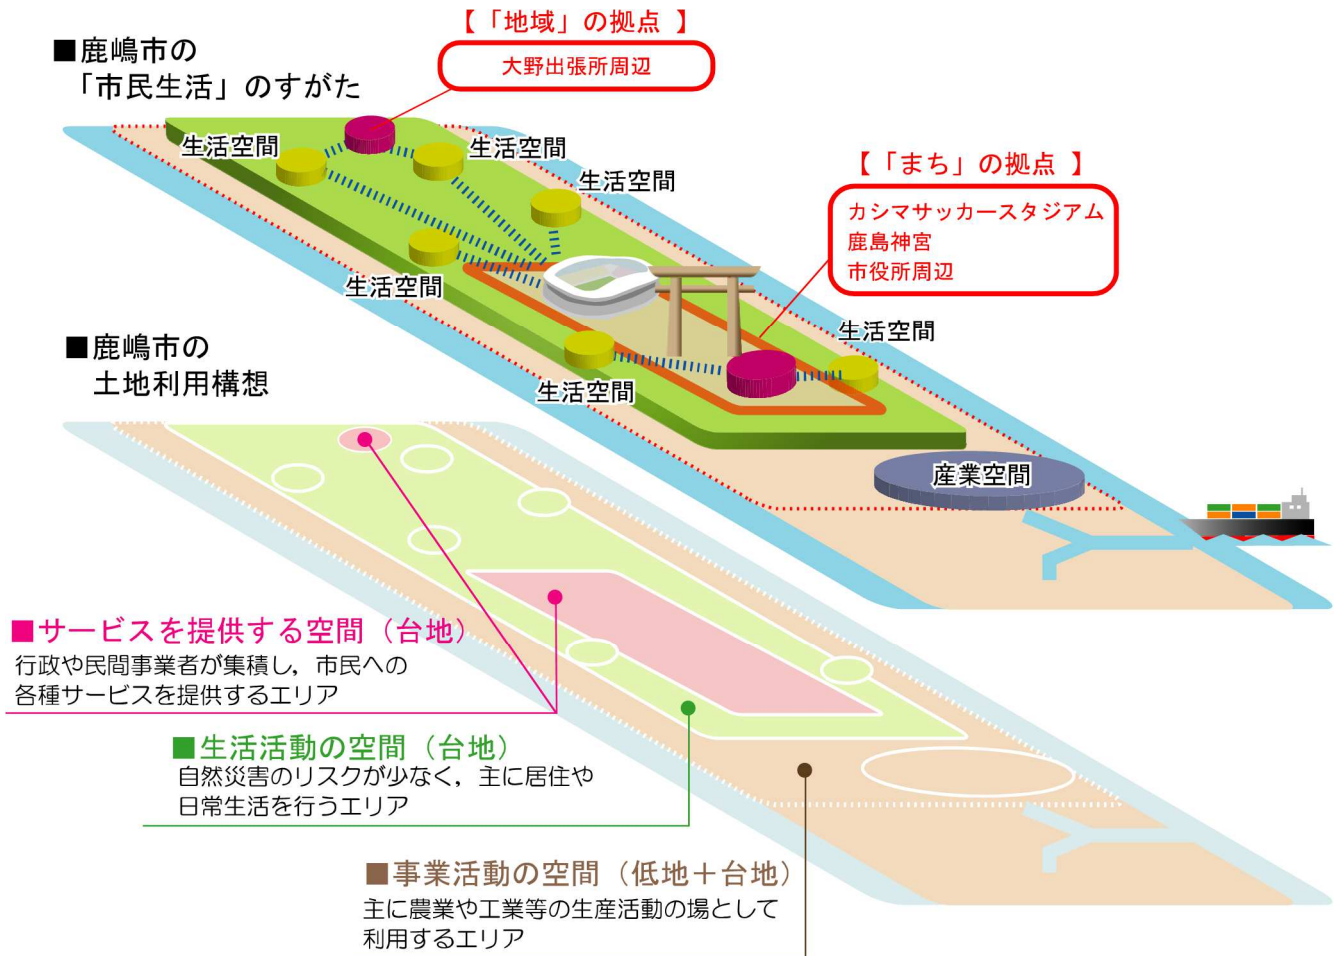 【「地域」の拠点 】
■鹿嶋市の
「市民生活」のすがた
大野出張所周辺
生活空間
生活空間
生活空間
【「まち」の拠点 】
カシマサッカースタジアム
鹿島神宮
市役所周辺
生活空間
生活空間
生活空間
■鹿嶋市の
土地利用構想
産業空間
■サービスを提供する空間（台地）
行政や民間事業者が集積し，市民への
各種サービスを提供するエリア
■生活活動の空間（台地）
自然災害のリスクが少なく，主に居住や
日常生活を行うエリア
■事業活動の空間（低地＋台地）
主に農業や工業等の生産活動の場として
利用するエリア